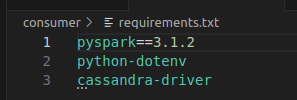 consumer > requirements.txt
1 pyspark==3.1.2
2 python-dotenv
3 cassandra-driver